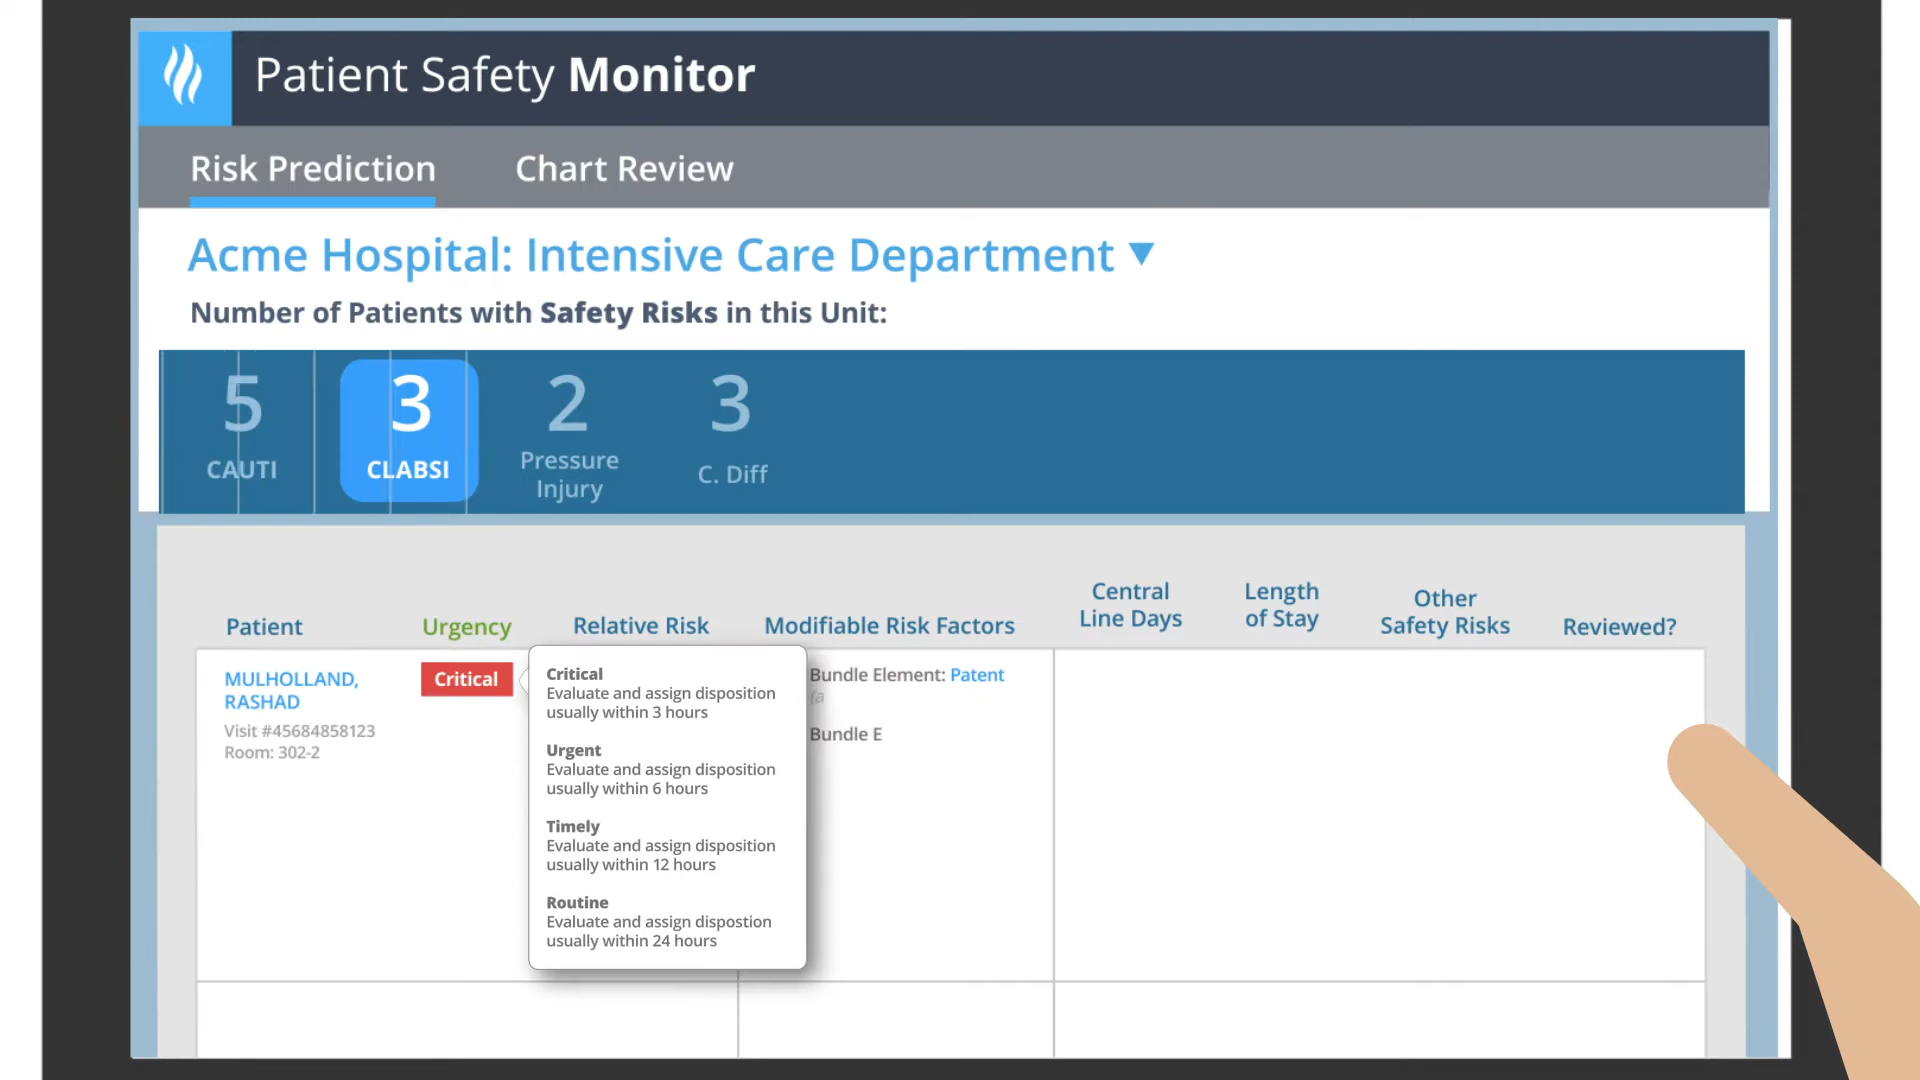 Patient Safety Monitor
Risk Prediction
Chart Review
Acme Hospital: Intensive Care Department
Number of Patients with Safety Risks in this Unit:
5
CAUTI
3
CLABSI
2
Pressure
Injury
3
C. Diff
Patient
Urgency
Relative Risk
Modifiable Risk Factors
Central
Line Days
Length
of Stay
Other
Safety Risks
Reviewed?
MULHOLLAND,
RASHAD
Visit #45684858123
Room: 302-2
Critical
Critical
Evaluate and assign disposition
usually within 3 hours
Urgent
Evaluate and assign disposition
usually within 6 hours
Timely
Evaluate and assign disposition
usually within 12 hours
Routine
Evaluate and assign dispostion
usually within 24 hours
Bundle Element: Patent
(a
Bundle E